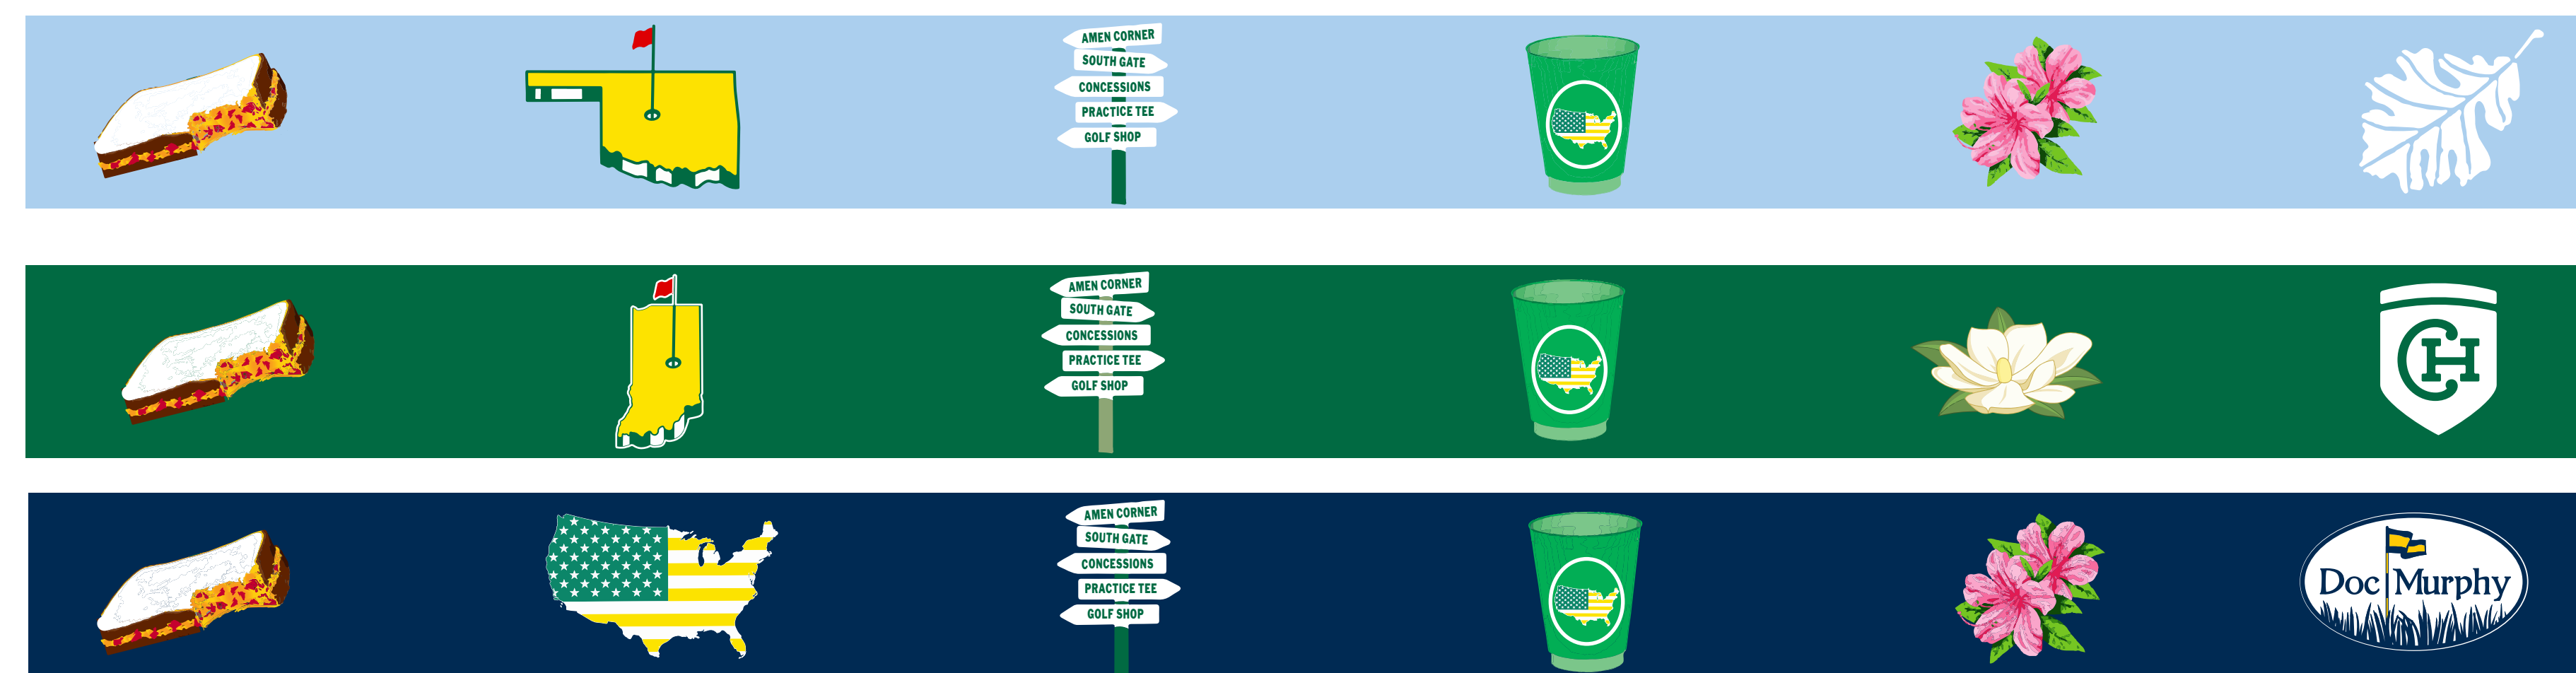 AMEN CORNER
SOUTH GATE
CONCESSIONS
PRACTICE TEE
GOLF SHOP
AMEN CORNER
SOUTH GATE
CONCESSIONS
PRACTICE TEE
GOLF SHOP
CH
AMEN CORNER
SOUTH GATE
CONCESSIONS
PRACTICE TEE
GOLF SHOP
Doc Murphy